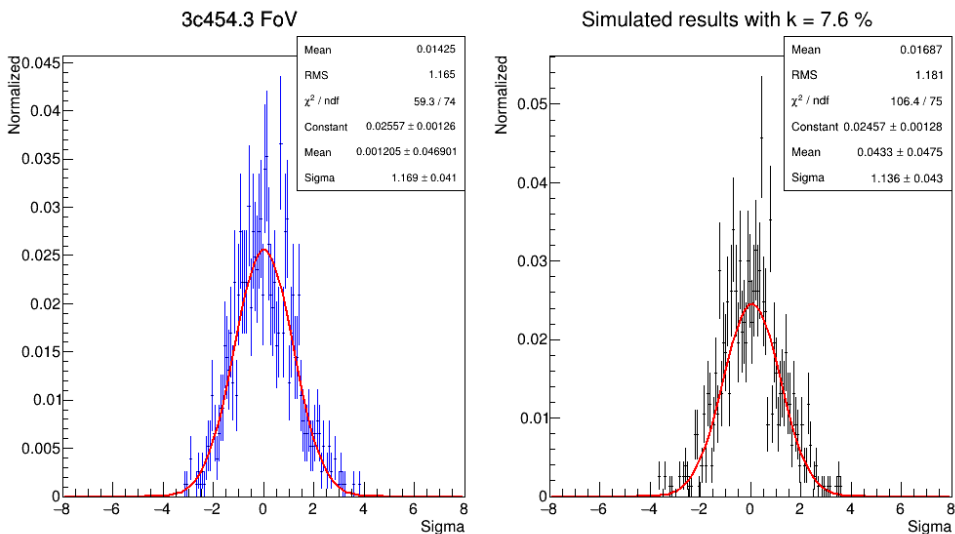 3c454.3 FoV
Normalized
Mean 0.01425
RMS 1.165
χ² / ndf 59.3 / 74
Constant 0.02557 ± 0.00126
Mean 0.001205 ± 0.046901
Sigma 1.169 ± 0.041
0.045
0.04
0.035
0.03
0.025
0.02
0.015
0.01
0.005
0
−8 −6 −4 −2 0 2 4 6 8
Sigma
Simulated results with k = 7.6 %
Normalized
Mean 0.01687
RMS 1.181
χ² / ndf 106.4 / 75
Constant 0.02457 ± 0.00128
Mean 0.0433 ± 0.0475
Sigma 1.136 ± 0.043
0.05
0.04
0.03
0.02
0.01
0
−8 −6 −4 −2 0 2 4 6 8
Sigma